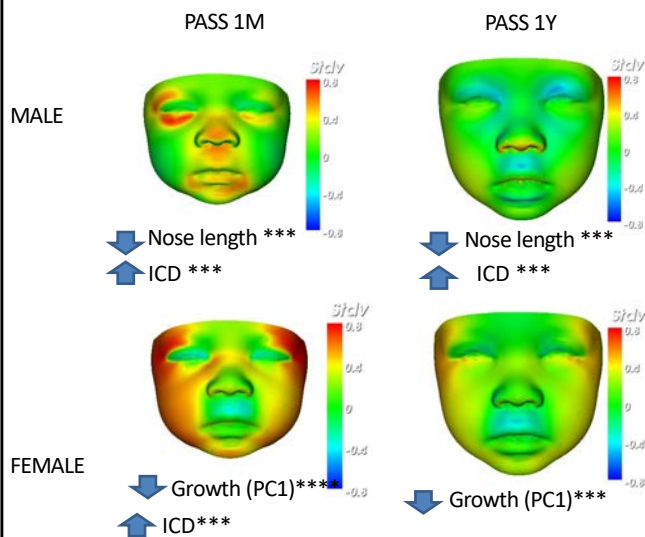 PASS 1M PASS 1Y
MALE
Stdv
0.8
0.4
0
-0.4
-0.8
Stdv
0.8
0.4
0
-0.4
-0.8
Nose length ***
ICD ***
Nose length ***
ICD ***
FEMALE
Stdv
0.8
0.4
0
-0.4
-0.8
Stdv
0.8
0.4
0
-0.4
-0.8
Growth (PC1)****
ICD***
Growth (PC1)***